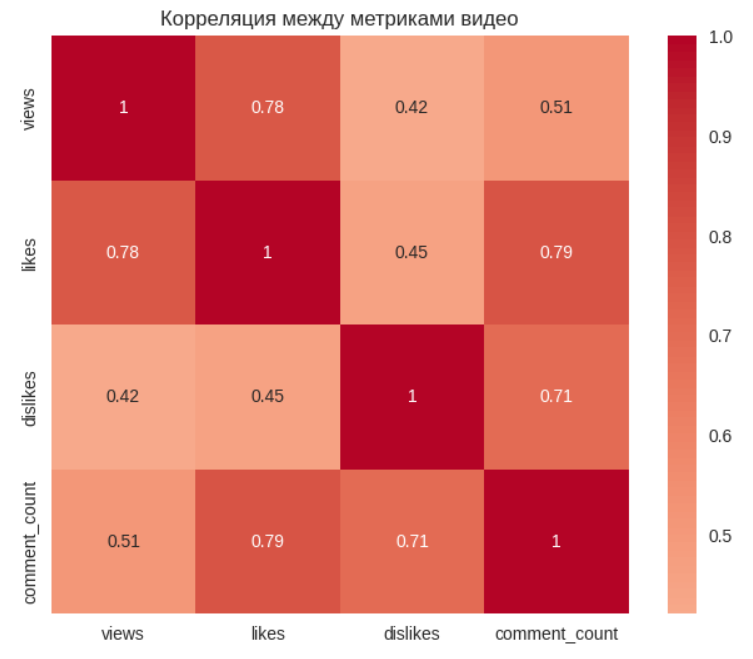 Корреляция между метриками видео
views 1 0.78 0.42 0.51
likes 0.78 1 0.45 0.79
dislikes 0.42 0.45 1 0.71
comment_count 0.51 0.79 0.71 1
views likes dislikes comment_count
1.0
0.9
0.8
0.7
0.6
0.5